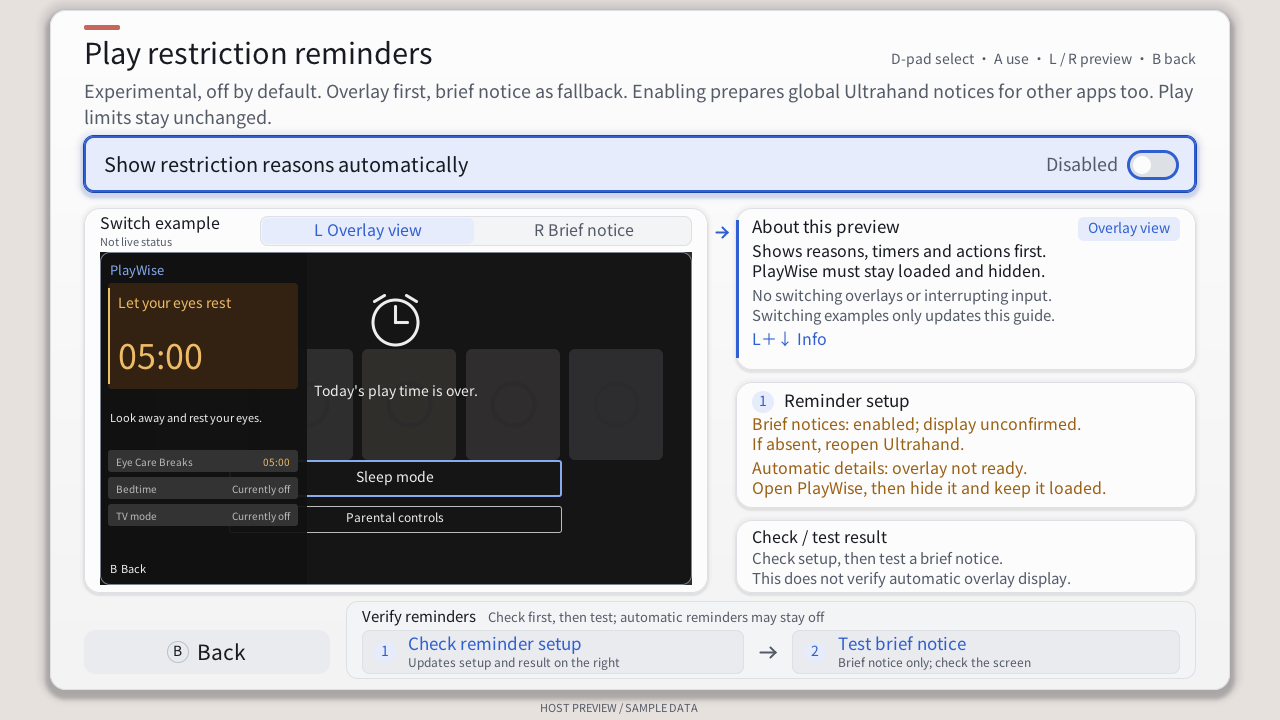 Play restriction reminders
D-pad select • A use • L / R preview • B back
Experimental, off by default. Overlay first, brief notice as fallback. Enabling prepares global Ultrahand notices for other apps too. Play
limits stay unchanged.
Show restriction reasons automatically
Disabled
Switch example
Not live status
L Overlay view
R Brief notice
PlayWise
Let your eyes rest
05:00
Look away and rest your eyes.
Eye Care Breaks 05:00
Bedtime Currently off
TV mode Currently off
B Back
Today's play time is over.
Sleep mode
Parental controls
→
About this preview
Overlay view
Shows reasons, timers and actions first.
PlayWise must stay loaded and hidden.
No switching overlays or interrupting input.
Switching examples only updates this guide.
L+↓ Info
1 Reminder setup
Brief notices: enabled; display unconfirmed.
If absent, reopen Ultrahand.
Automatic details: overlay not ready.
Open PlayWise, then hide it and keep it loaded.
Check / test result
Check setup, then test a brief notice.
This does not verify automatic overlay display.
B Back
Verify reminders Check first, then test; automatic reminders may stay off
1 Check reminder setup
Updates setup and result on the right
→
2 Test brief notice
Brief notice only; check the screen
HOST PREVIEW / SAMPLE DATA